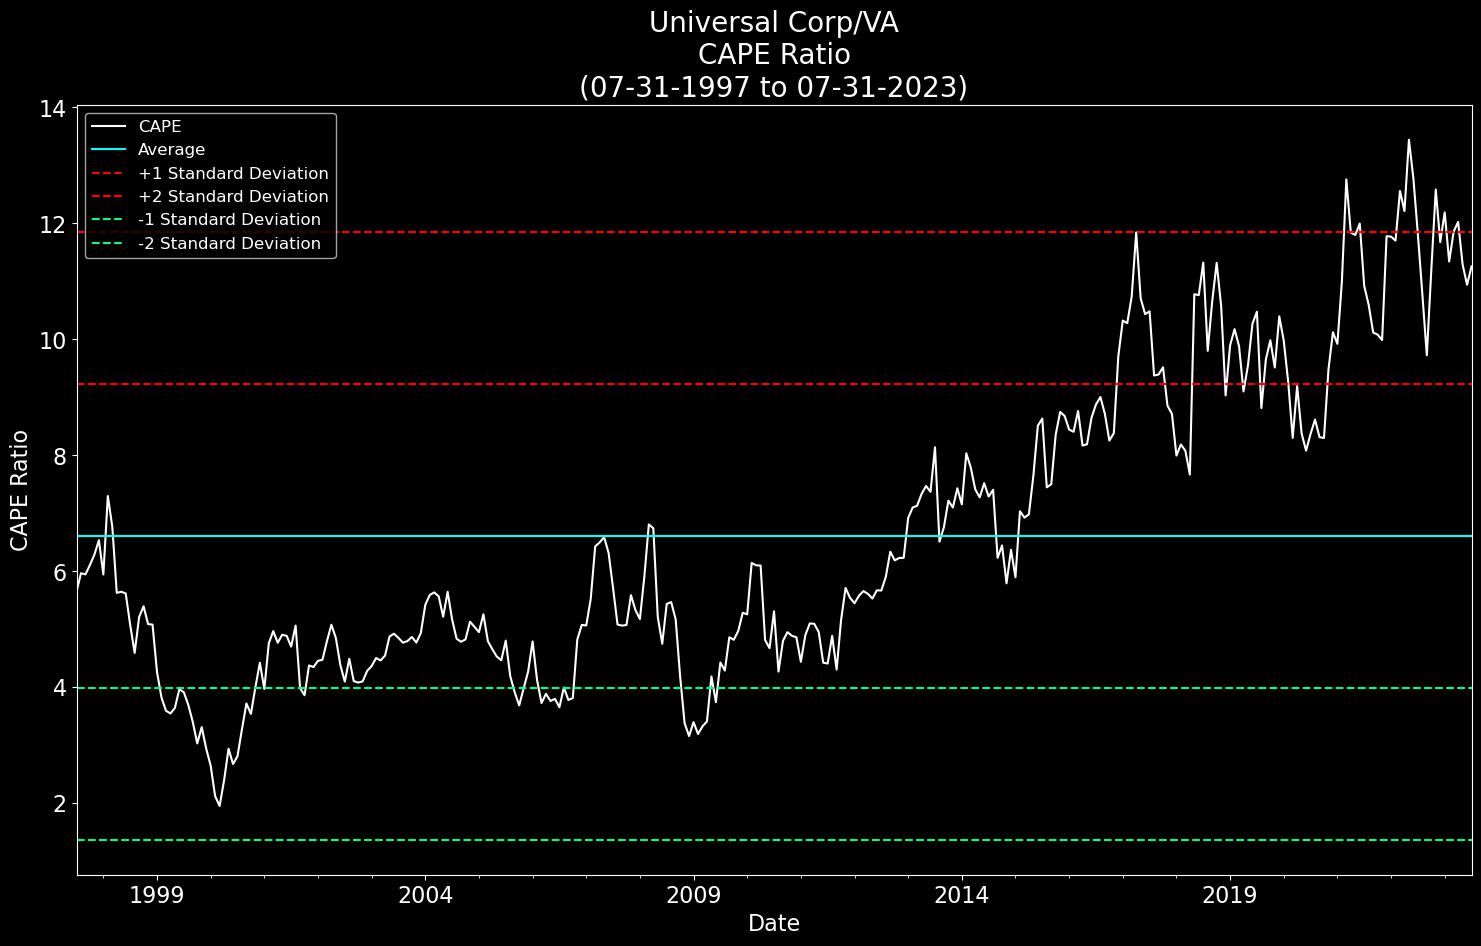 Universal Corp/VA
CAPE Ratio
(07-31-1997 to 07-31-2023)
14
CAPE
Average
+1 Standard Deviation
+2 Standard Deviation
-1 Standard Deviation
-2 Standard Deviation
12
10
8
6
4
2
CAPE Ratio
1999
2004
2009
2014
2019
Date